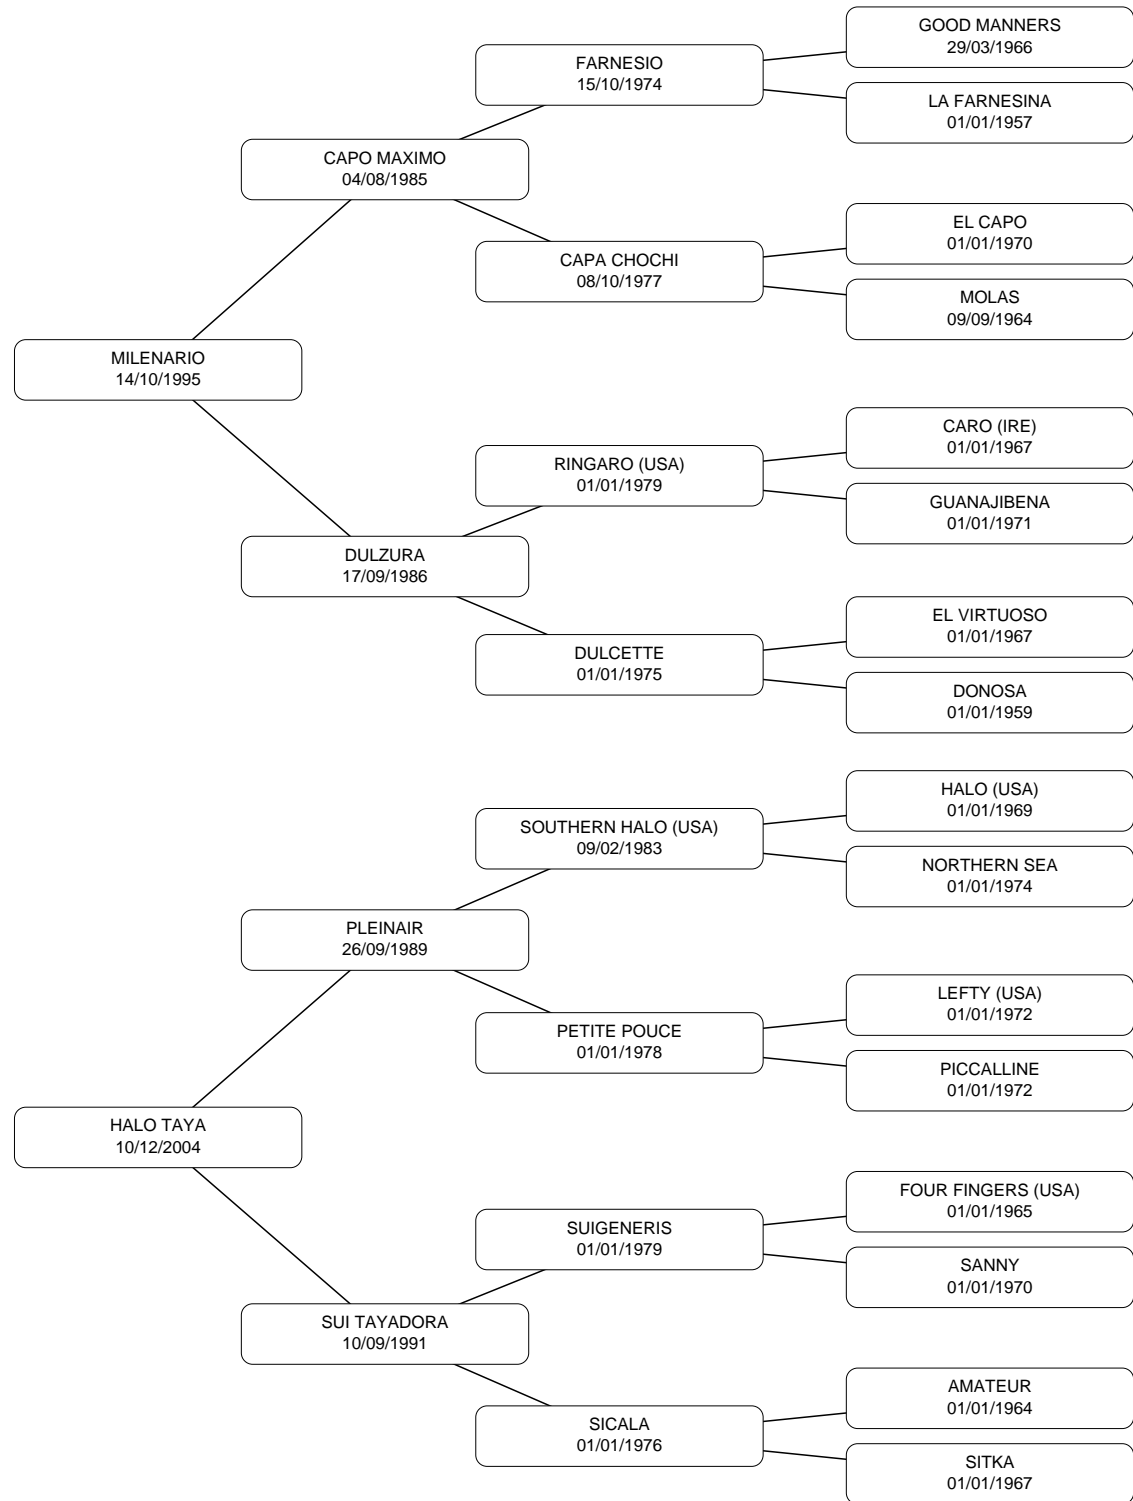 GOOD MANNERS
29/03/1966
FARNESIO
15/10/1974
LA FARNESINA
01/01/1957
CAPO MAXIMO
04/08/1985
EL CAPO
01/01/1970
CAPA CHOCHI
08/10/1977
MOLAS
09/09/1964
MILENARIO
14/10/1995
CARO (IRE)
01/01/1967
RINGARO (USA)
01/01/1979
GUANAJIBENA
01/01/1971
DULZURA
17/09/1986
EL VIRTUOSO
01/01/1967
DULCETTE
01/01/1975
DONOSA
01/01/1959
HALO (USA)
01/01/1969
SOUTHERN HALO (USA)
09/02/1983
NORTHERN SEA
01/01/1974
PLEINAIR
26/09/1989
LEFTY (USA)
01/01/1972
PETITE POUCE
01/01/1978
PICCALLINE
01/01/1972
HALO TAYA
10/12/2004
FOUR FINGERS (USA)
01/01/1965
SUIGENERIS
01/01/1979
SANNY
01/01/1970
SUI TAYADORA
10/09/1991
AMATEUR
01/01/1964
SICALA
01/01/1976
SITKA
01/01/1967